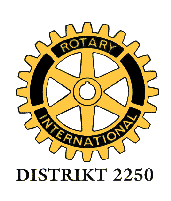 ROTARY
INTERNATIONAL
DISTRIKT 2250